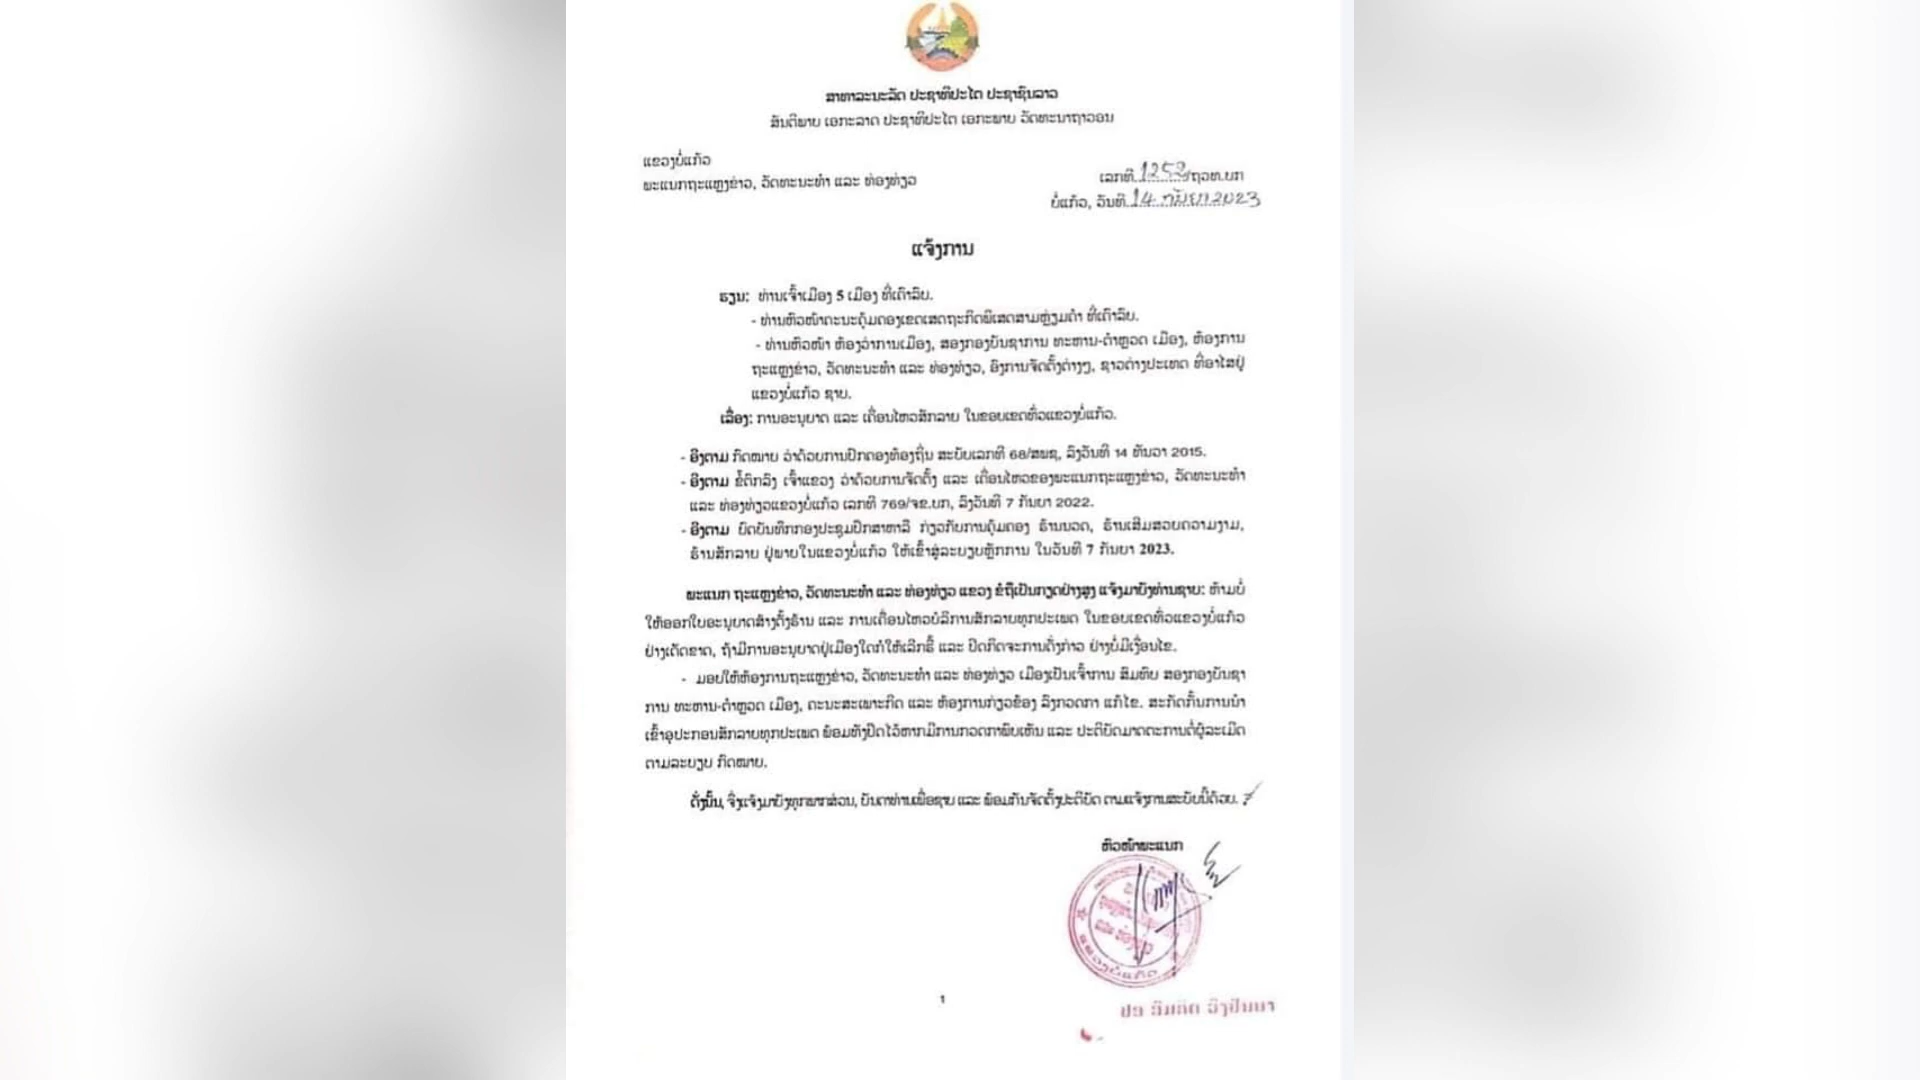 ສາທາລະນະລັດ ປະຊາທິປະໄຕ ປະຊາຊົນລາວ
ສັນຕິພາບ ເອກະລາດ ປະຊາທິປະໄຕ ເອກະພາບ ວັດທະນາຖາວອນ
ແຂວງບໍ່ແກ້ວ
ພະແນກຖະແຫຼງຂ່າວ, ວັດທະນະທຳ ແລະ ທ່ອງທ່ຽວ
ເລກທີ 1252/ຖວທ.ບກ
ບໍ່ແກ້ວ, ວັນທີ 14 ກັນຍາ 2023
ແຈ້ງການ
ຮຽນ: ທ່ານເຈົ້າເມືອງ 5 ເມືອງ ທີ່ເຄົາລົບ.
- ທ່ານຫົວໜ້າຄະນະຄຸ້ມຄອງເຂດເສດຖະກິດພິເສດສາມຫຼ່ຽມຄຳ ທີ່ເຄົາລົບ.
- ທ່ານຫົວໜ້າ ຫ້ອງວ່າການເມືອງ, ສອງກອງບັນຊາການ ທະຫານ-ຕຳຫຼວດ ເມືອງ, ຫ້ອງການ
ຖະແຫຼງຂ່າວ, ວັດທະນະທຳ ແລະ ທ່ອງທ່ຽວ, ອົງການຈັດຕັ້ງຕ່າງໆ, ຊາວຕ່າງປະເທດ ທີ່ອາໄສຢູ່
ແຂວງບໍ່ແກ້ວ ຊາບ.
ເລື່ອງ: ການອະນຸຍາດ ແລະ ເຄື່ອນໄຫວສັກລາຍ ໃນຂອບເຂດທົ່ວແຂວງບໍ່ແກ້ວ.
- ອີງຕາມ ກົດໝາຍ ວ່າດ້ວຍການປົກຄອງທ້ອງຖິ່ນ ສະບັບເລກທີ 68/ສພຊ, ລົງວັນທີ 14 ທັນວາ 2015.
- ອີງຕາມ ຂໍ້ຕົກລົງ ເຈົ້າແຂວງ ວ່າດ້ວຍການຈັດຕັ້ງ ແລະ ເຄື່ອນໄຫວຂອງພະແນກຖະແຫຼງຂ່າວ, ວັດທະນະທຳ
ແລະ ທ່ອງທ່ຽວແຂວງບໍ່ແກ້ວ ເລກທີ 769/ຈຂ.ບກ, ລົງວັນທີ 7 ກັນຍາ 2022.
- ອີງຕາມ ບົດບັນທຶກກອງປະຊຸມປຶກສາຫາລື ກ່ຽວກັບການຄຸ້ມຄອງ ຮ້ານນວດ, ຮ້ານເສີມສວຍຄວາມງາມ,
ຮ້ານສັກລາຍ ຢູ່ພາຍໃນແຂວງບໍ່ແກ້ວ ໃຫ້ເຂົ້າສູ່ລະບຽບຫຼັກການ ໃນວັນທີ 7 ກັນຍາ 2023.
ພະແນກ ຖະແຫຼງຂ່າວ, ວັດທະນະທຳ ແລະ ທ່ອງທ່ຽວ ແຂວງ ຂໍຖືເປັນກຽດຢ່າງສູງ ແຈ້ງມາຍັງທ່ານຊາບ: ຫ້າມບໍ່
ໃຫ້ອອກໃບອະນຸຍາດສ້າງຕັ້ງຮ້ານ ແລະ ການເຄື່ອນໄຫວບໍລິການສັກລາຍທຸກປະເພດ ໃນຂອບເຂດທົ່ວແຂວງບໍ່ແກ້ວ
ຢ່າງເດັດຂາດ, ຖ້າມີການອະນຸຍາດຢູ່ເມືອງໃດກໍໃຫ້ເລິກຣື້ ແລະ ປິດກິດຈະການດັ່ງກ່າວ ຢ່າງບໍ່ມີເງື່ອນໄຂ.
- ມອບໃຫ້ຫ້ອງການຖະແຫຼງຂ່າວ, ວັດທະນະທຳ ແລະ ທ່ອງທ່ຽວ ເມືອງເປັນເຈົ້າການ ສົມທົບ ສອງກອງບັນຊາ
ການ ທະຫານ-ຕຳຫຼວດ ເມືອງ, ຄະນະສະເພາະກິດ ແລະ ຫ້ອງການກ່ຽວຂ້ອງ ລົງກວດກາ ແກ້ໄຂ. ສະກັດກັ້ນການນຳ
ເຂົ້າອຸປະກອນສັກລາຍທຸກປະເພດ ພ້ອມທັງປືດໄວ້ຫາກມີການກວດກາພົບເຫັນ ແລະ ປະຕິບັດມາດຕະການຕໍ່ຜູ້ລະເມີດ
ຕາມລະບຽບ ກົດໝາຍ.
ດັ່ງນັ້ນ, ຈຶ່ງແຈ້ງມາຍັງທຸກພາກສ່ວນ, ບັນດາທ່ານເພື່ອຊາບ ແລະ ພ້ອມກັນຈັດຕັ້ງປະຕິບັດ ຕາມແຈ້ງການສະບັບນີ້ດ້ວຍ.
ຫົວໜ້າພະແນກ
ແຂວງບໍ່ແກ້ວ
1